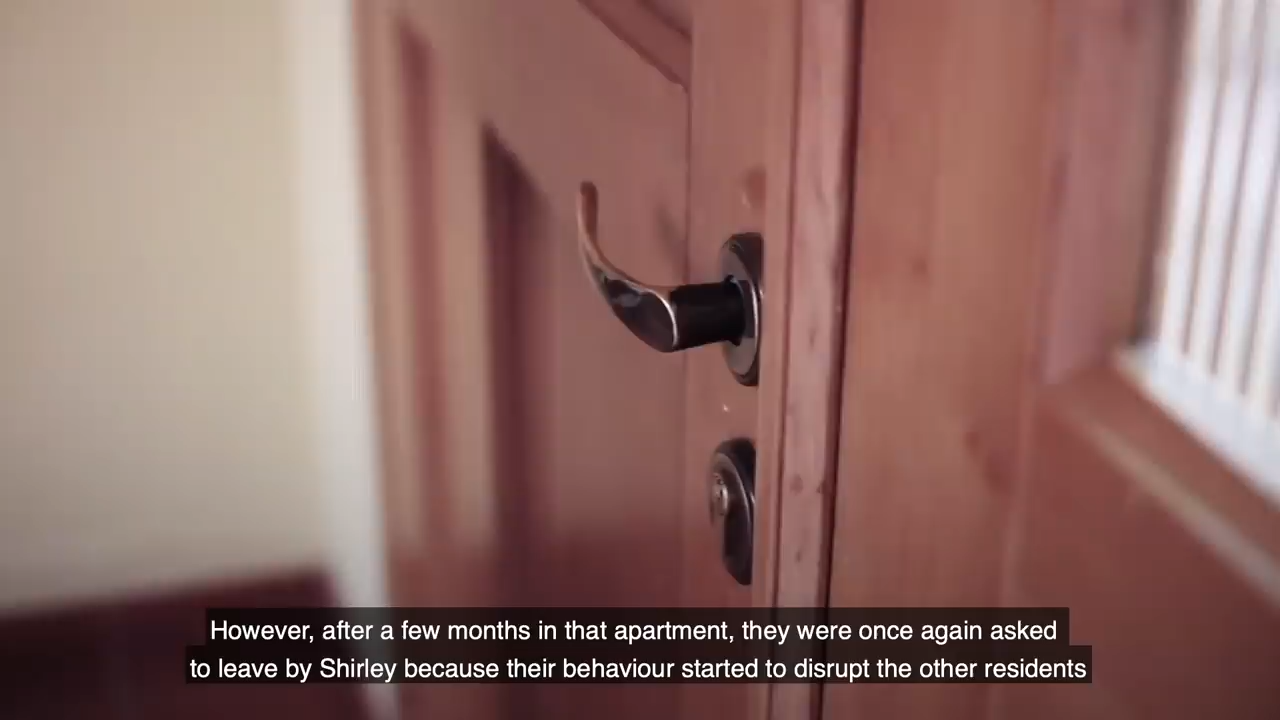 However, after a few months in that apartment, they were once again asked
to leave by Shirley because their behaviour started to disrupt the other residents